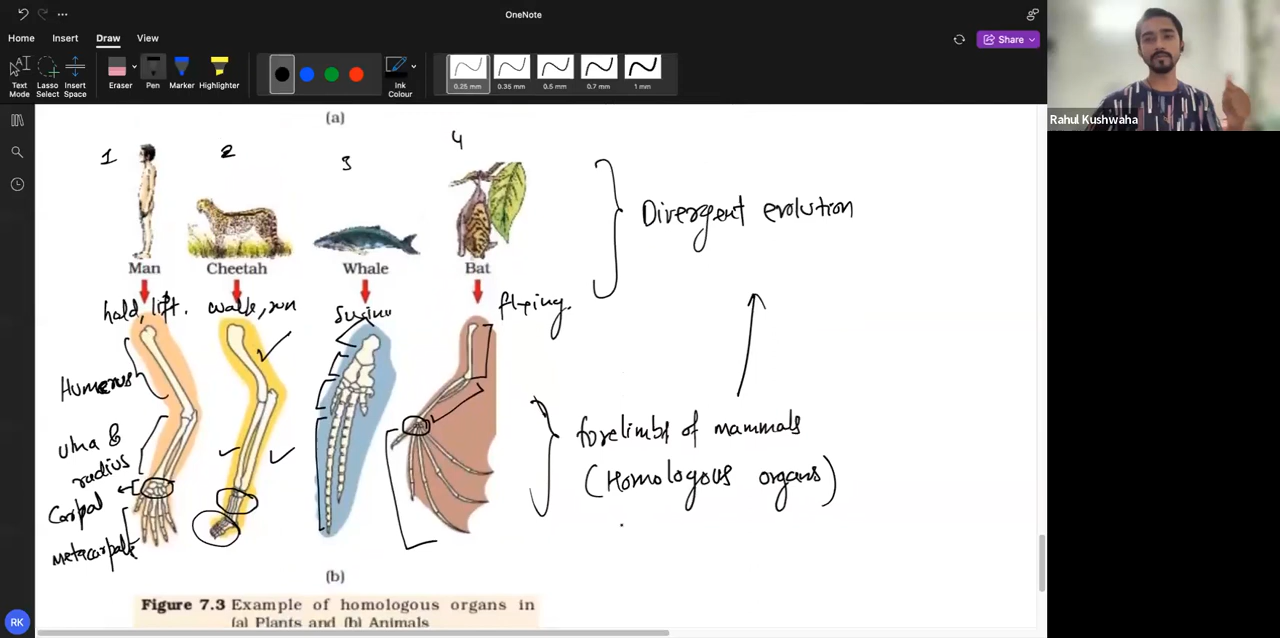 OneNote
Home Insert Draw View
Share
Text Mode
Lasso Select
Insert Space
Eraser
Pen
Marker
Highlighter
Ink Colour
0.25 mm
0.35 mm
0.5 mm
0.7 mm
1 mm
Rahul Kushwaha
(a)
1 2 3 4
Divergent evolution
Man Cheetah Whale Bat
hold, lift. walk, run
flying.
Humerus
Ulna &
radius
Carpal
metacarpals
forelimbs of mammals
(Homologous organs)
(b)
RK
Figure 7.3 Example of homologous organs in
(a) Plants and (b) Animals